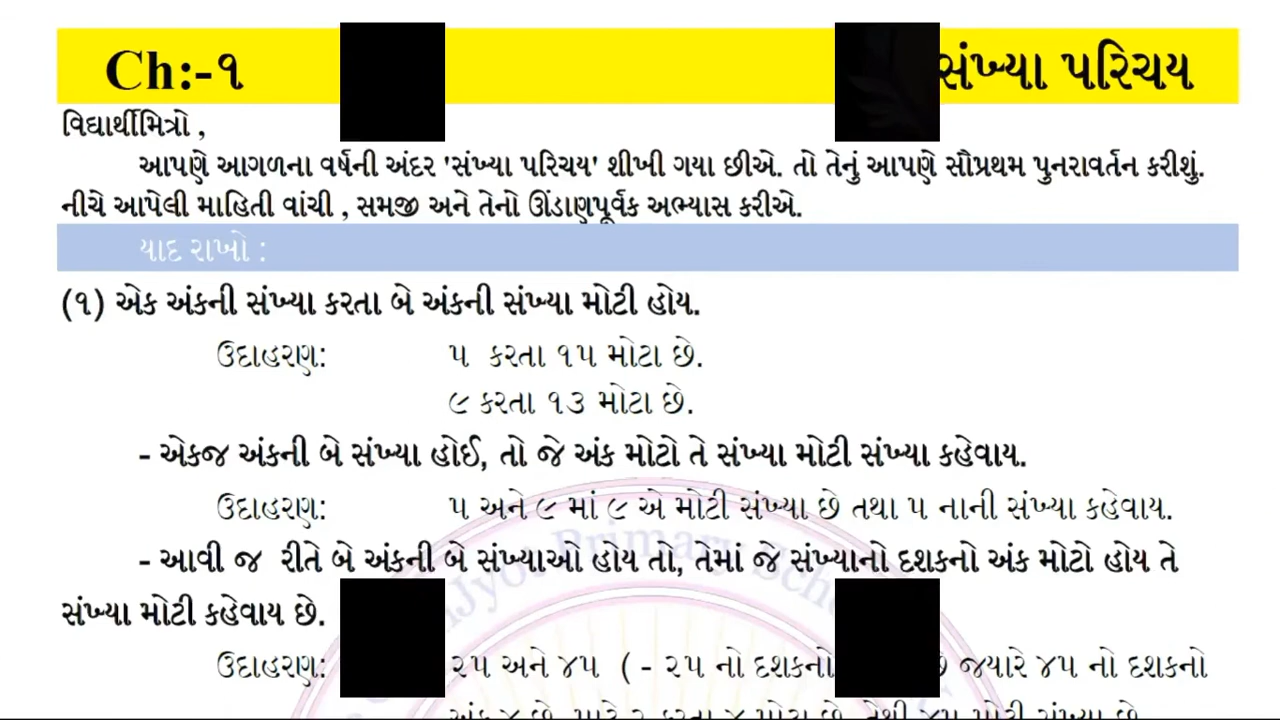 Ch:-૧ સંખ્યા પરિચય
વિદ્યાર્થીમિત્રો ,
આપણે આગળના વર્ષની અંદર 'સંખ્યા પરિચય' શીખી ગયા છીએ. તો તેનું આપણે સૌપ્રથમ પુનરાવર્તન કરીશું.
નીચે આપેલી માહિતી વાંચી , સમજી અને તેનો ઊંડાણપૂર્વક અભ્યાસ કરીએ.
યાદ રાખો :
(૧) એક અંકની સંખ્યા કરતા બે અંકની સંખ્યા મોટી હોય.
ઉદાહરણ: ૫ કરતા ૧૫ મોટા છે.
૯ કરતા ૧૩ મોટા છે.
- એકજ અંકની બે સંખ્યા હોઈ, તો જે અંક મોટો તે સંખ્યા મોટી સંખ્યા કહેવાય.
ઉદાહરણ: ૫ અને ૯ માં ૯ એ મોટી સંખ્યા છે તથા ૫ નાની સંખ્યા કહેવાય.
- આવી જ રીતે બે અંકની બે સંખ્યાઓ હોય તો, તેમાં જે સંખ્યાનો દશકનો અંક મોટો હોય તે
સંખ્યા મોટી કહેવાય છે.
ઉદાહરણ: ૨૫ અને ૪૫ ( - ૨૫ નો દશકનો જયારે ૪૫ નો દશકનો